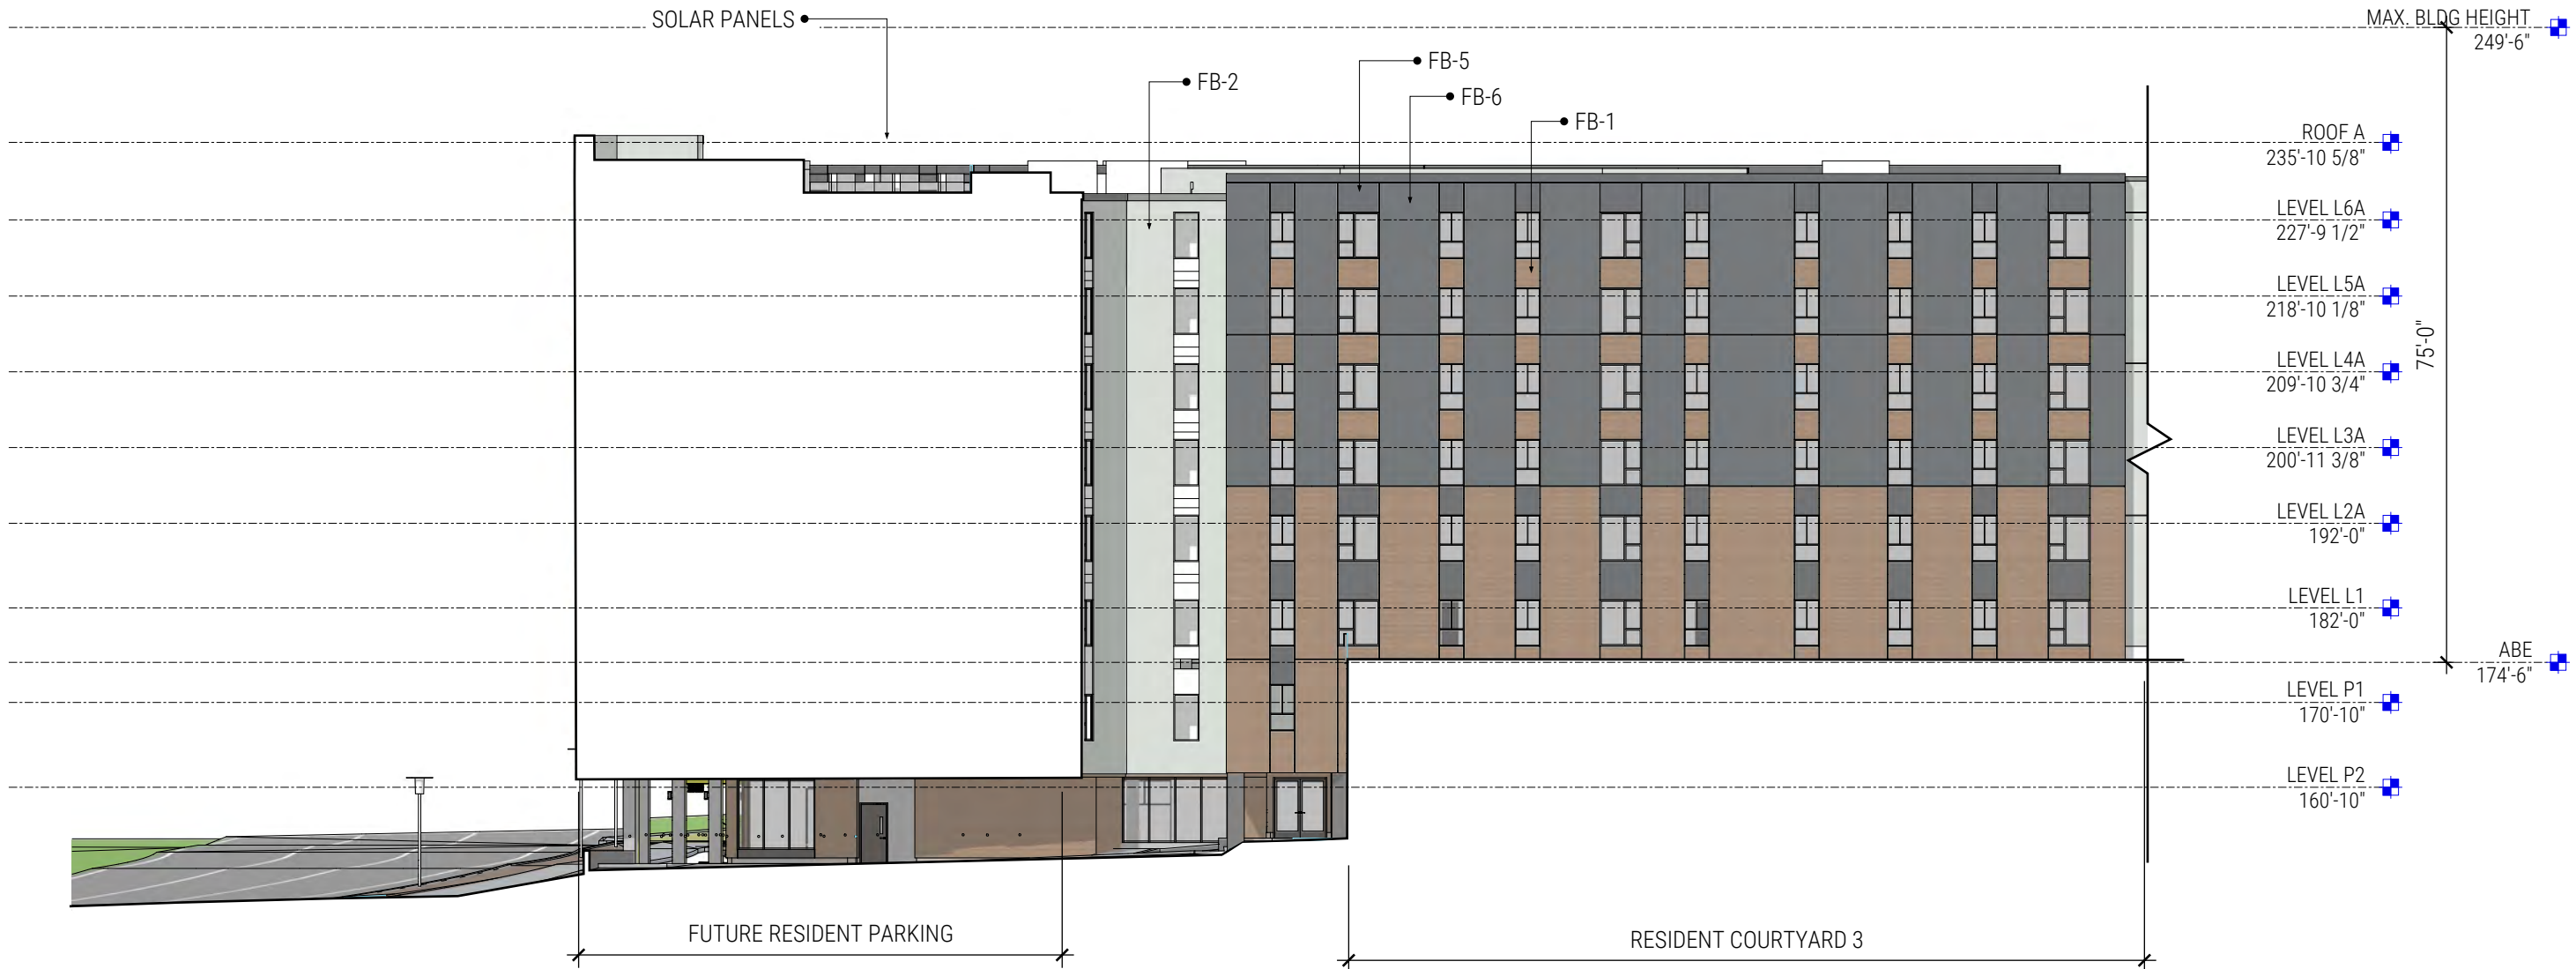 SOLAR PANELS
MAX. BLDG HEIGHT
249'-6"
FB-5
FB-2
FB-6
FB-1
ROOF A
235'-10 5/8"
LEVEL L6A
227'-9 1/2"
LEVEL L5A
218'-10 1/8"
75'-0"
LEVEL L4A
209'-10 3/4"
LEVEL L3A
200'-11 3/8"
LEVEL L2A
192'-0"
LEVEL L1
182'-0"
ABE
174'-6"
LEVEL P1
170'-10"
LEVEL P2
160'-10"
FUTURE RESIDENT PARKING
RESIDENT COURTYARD 3